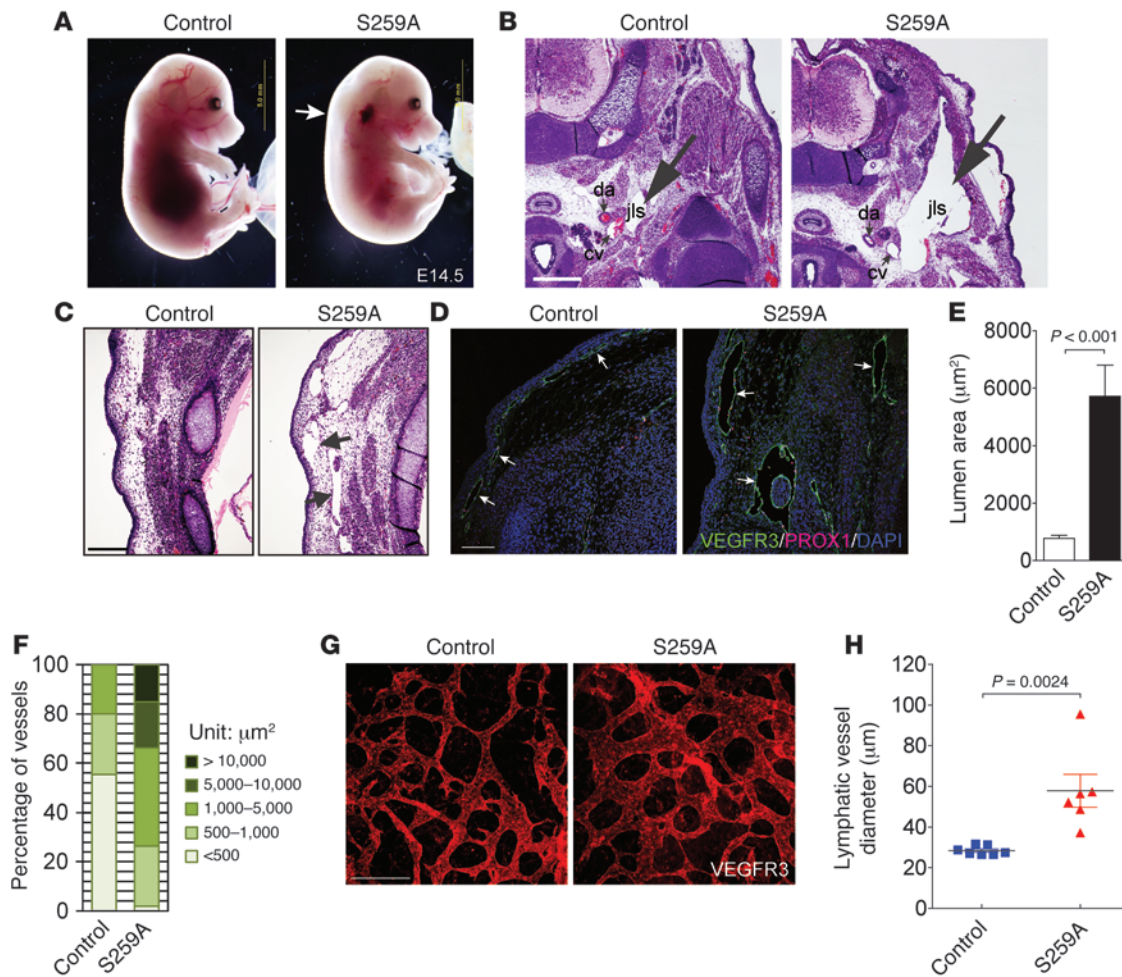 A
Control
S259A
5.0 mm
E14.5
B
Control
S259A
da
jls
cv
da
jls
cv
C
Control
S259A
D
Control
S259A
VEGFR3/PROX1/DAPI
E
8000
6000
4000
2000
0
Lumen area (μm²)
P < 0.001
Control
S259A
F
100
80
60
40
20
0
Percentage of vessels
Control
S259A
Unit: μm²
> 10,000
5,000–10,000
1,000–5,000
500–1,000
<500
G
Control
S259A
VEGFR3
H
120
100
80
60
40
20
0
Lymphatic vessel
diameter (μm)
P = 0.0024
Control
S259A